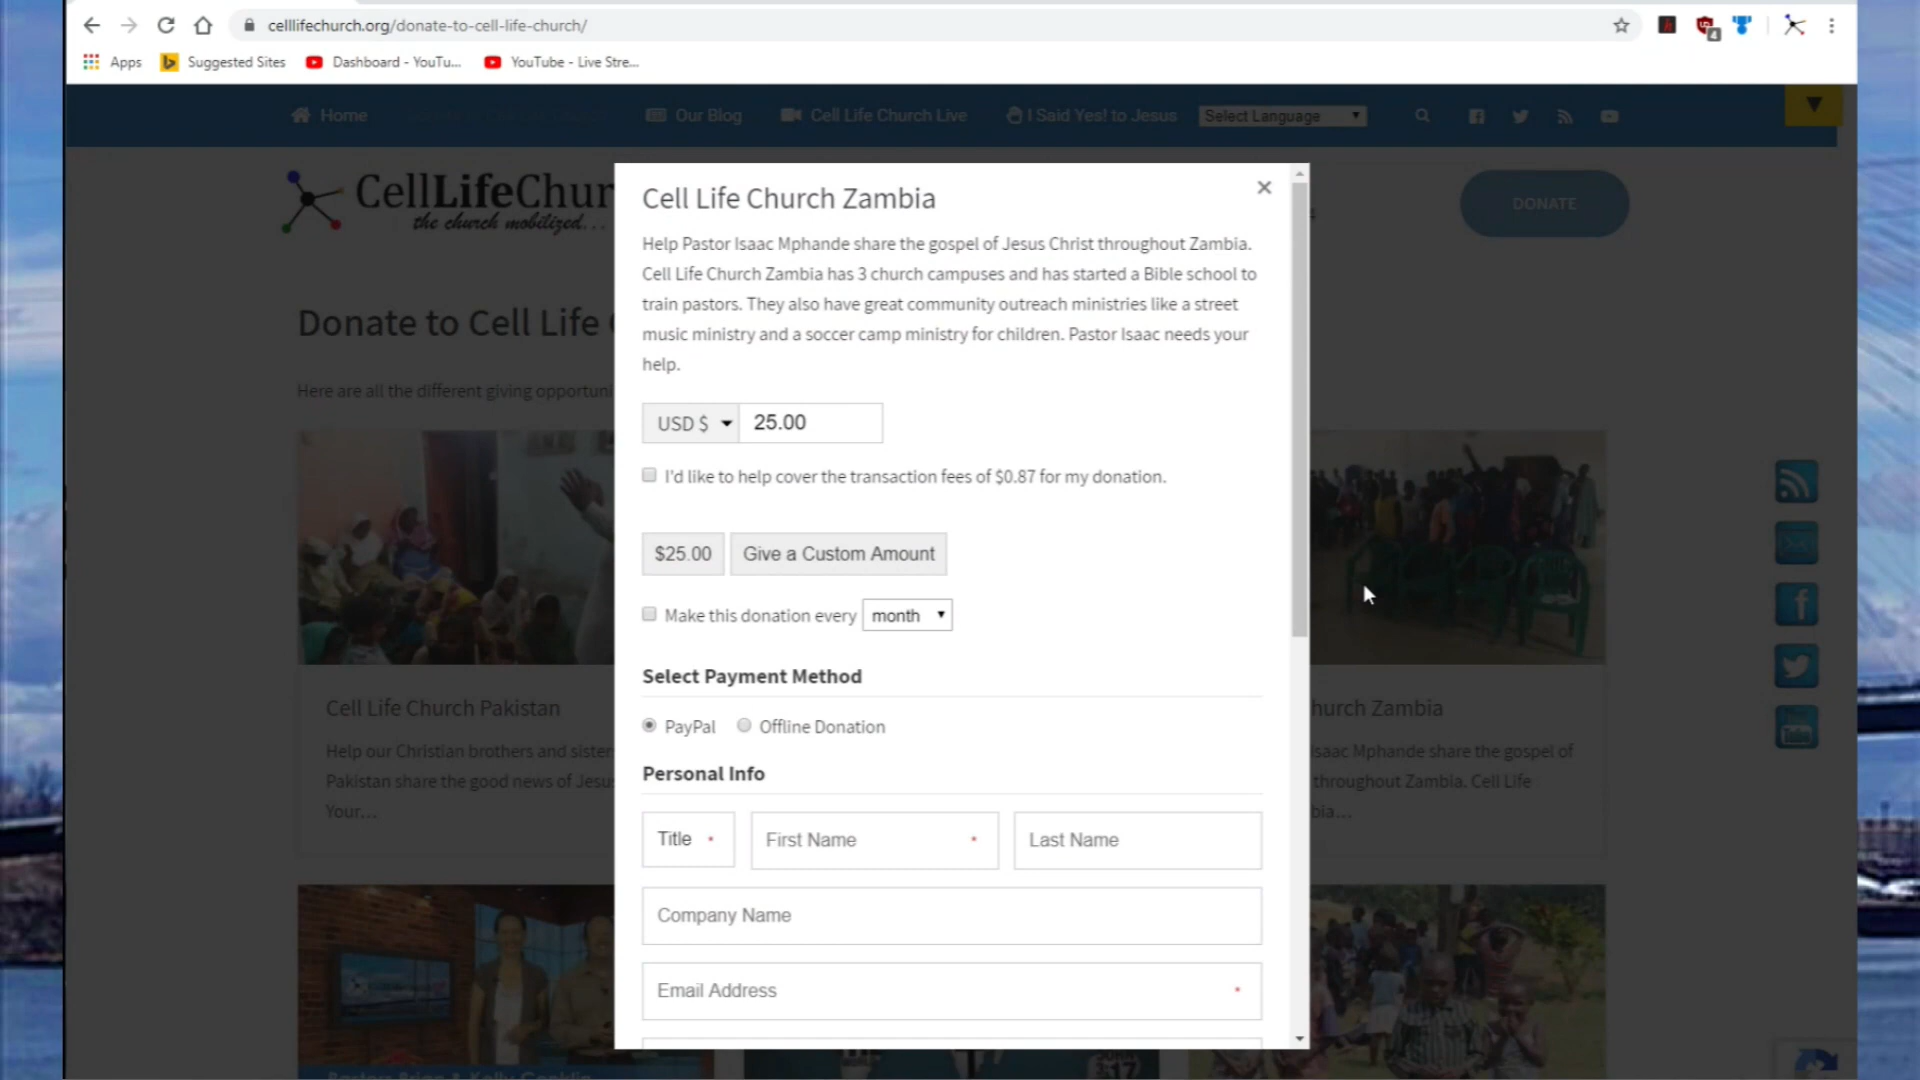 celllifechurch.org/donate-to-cell-life-church/
4
Apps
Suggested Sites
Dashboard - YouTu...
YouTube - Live Stre...
Home
Our Blog
Cell Life Church Live
I Said Yes! to Jesus
Select Language
CellLifeChur
the church mobilized...
DONATE
Donate to Cell Life
Here are all the different giving opportuni
Cell Life Church Zambia
Help Pastor Isaac Mphande share the gospel of Jesus Christ throughout Zambia.
Cell Life Church Zambia has 3 church campuses and has started a Bible school to
train pastors. They also have great community outreach ministries like a street
music ministry and a soccer camp ministry for children. Pastor Isaac needs your
help.
USD $ 25.00
I'd like to help cover the transaction fees of $0.87 for my donation.
$25.00 Give a Custom Amount
Make this donation every month
Select Payment Method
PayPal Offline Donation
Personal Info
Title * First Name * Last Name
Company Name
Email Address *
Cell Life Church Pakistan
Help our Christian brothers and sister
Pakistan share the good news of Jesu
Your...
hurch Zambia
saac Mphande share the gospel of
throughout Zambia. Cell Life
bia...